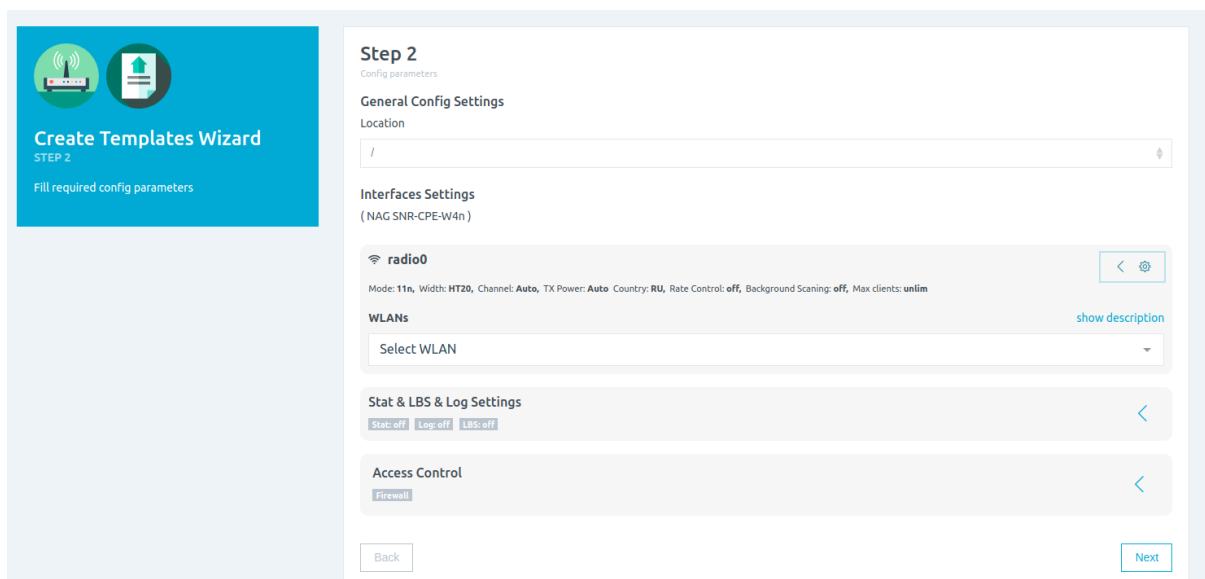 Create Templates Wizard
STEP 2
Fill required config parameters
Step 2
Config parameters
General Config Settings
Location
/
Interfaces Settings
( NAG SNR-CPE-W4n )
radio0
Mode: 11n, Width: HT20, Channel: Auto, TX Power: Auto Country: RU, Rate Control: off, Background Scaning: off, Max clients: unlim
WLANs
show description
Select WLAN
Stat & LBS & Log Settings
Stat: off Log: off LBS: off
Access Control
Firewall
Back
Next